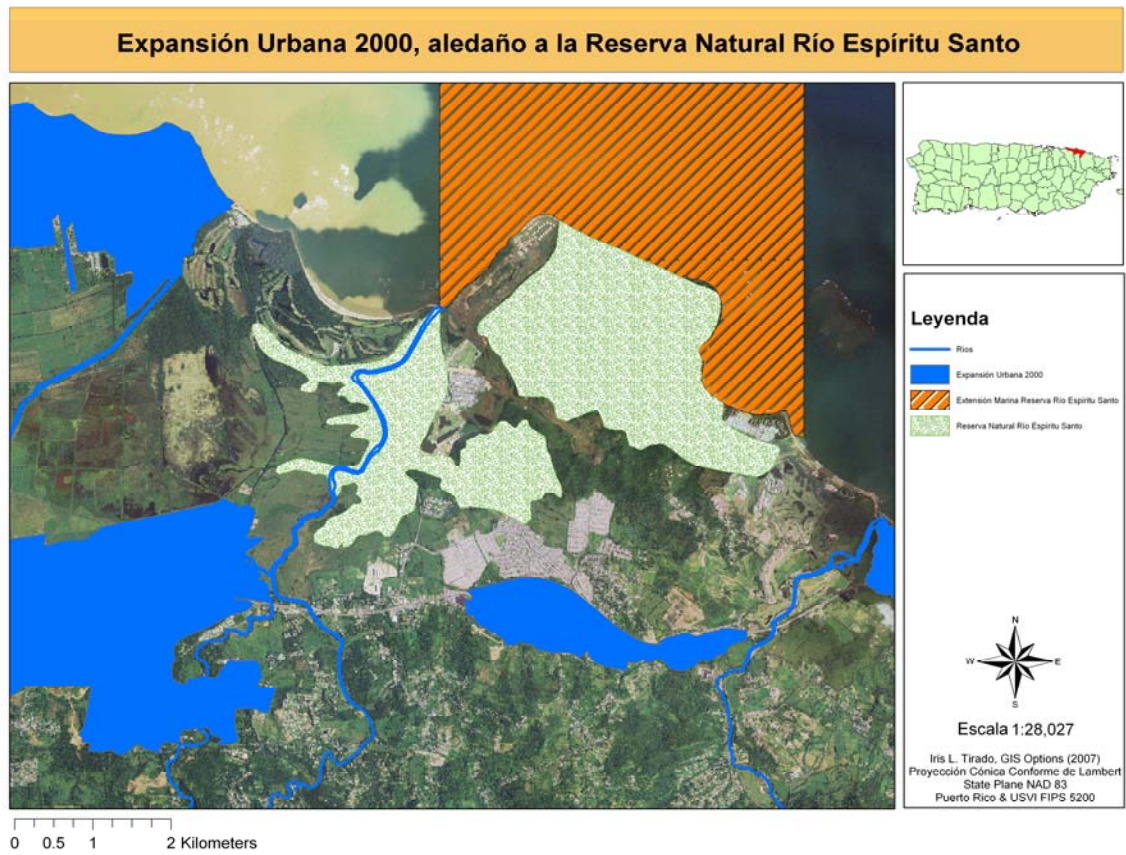 Expansión Urbana 2000, aledaño a la Reserva Natural Río Espíritu Santo
Leyenda
Ríos
Expansión Urbana 2000
Extensión Marina Reserva Río Espíritu Santo
Reserva Natural Río Espíritu Santo
N
W
E
S
Escala 1:28,027
Iris L. Tirado, GIS Options (2007)
Proyección Cónica Conforme de Lambert
State Plane NAD 83
Puerto Rico & USVI FIPS 5200
0 0.5 1 2 Kilometers